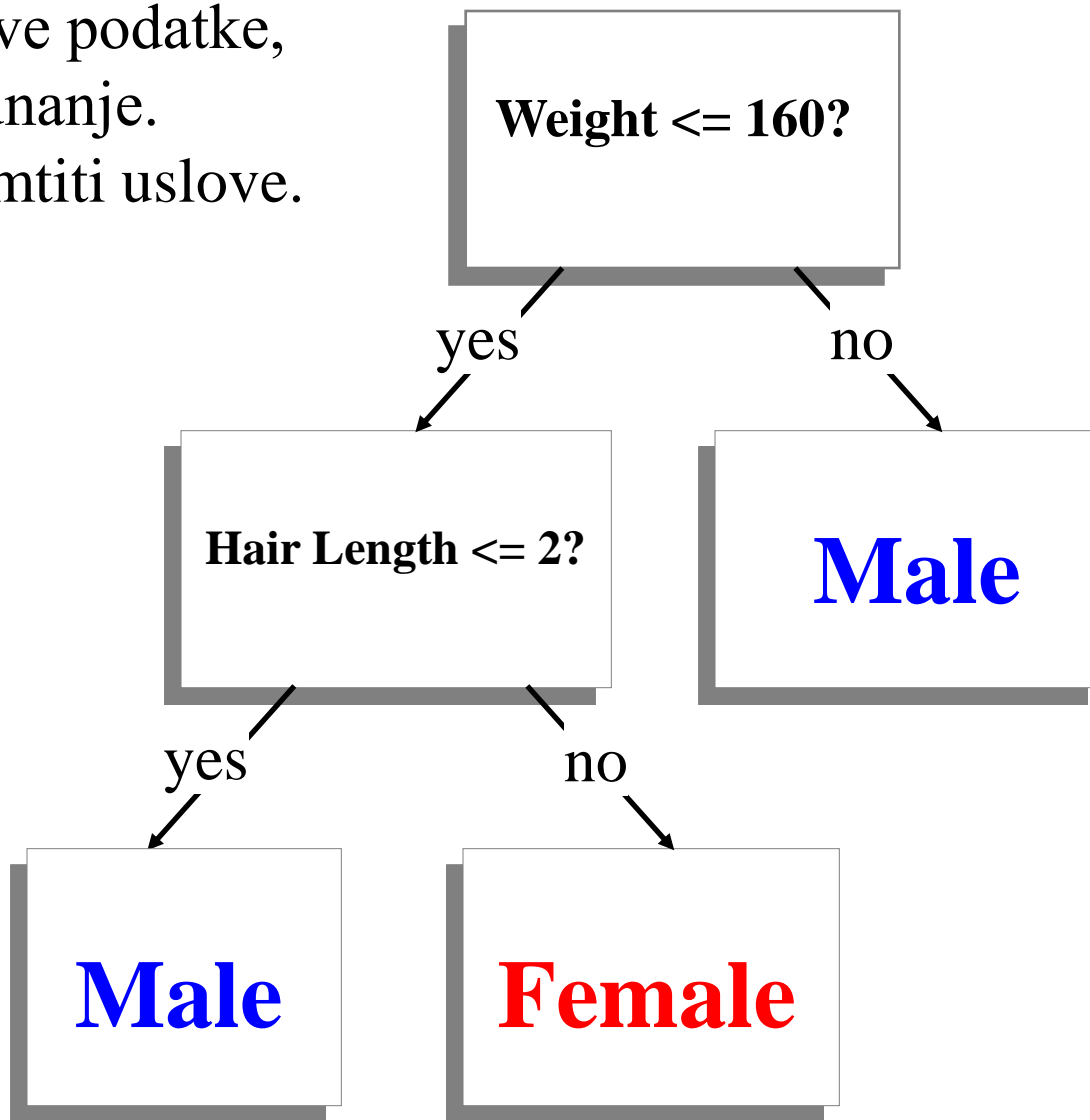 ve podatke,
nanje.
mtiti uslove.
Weight <= 160?
yes
no
Hair Length <= 2?
Male
yes
no
Male
Female